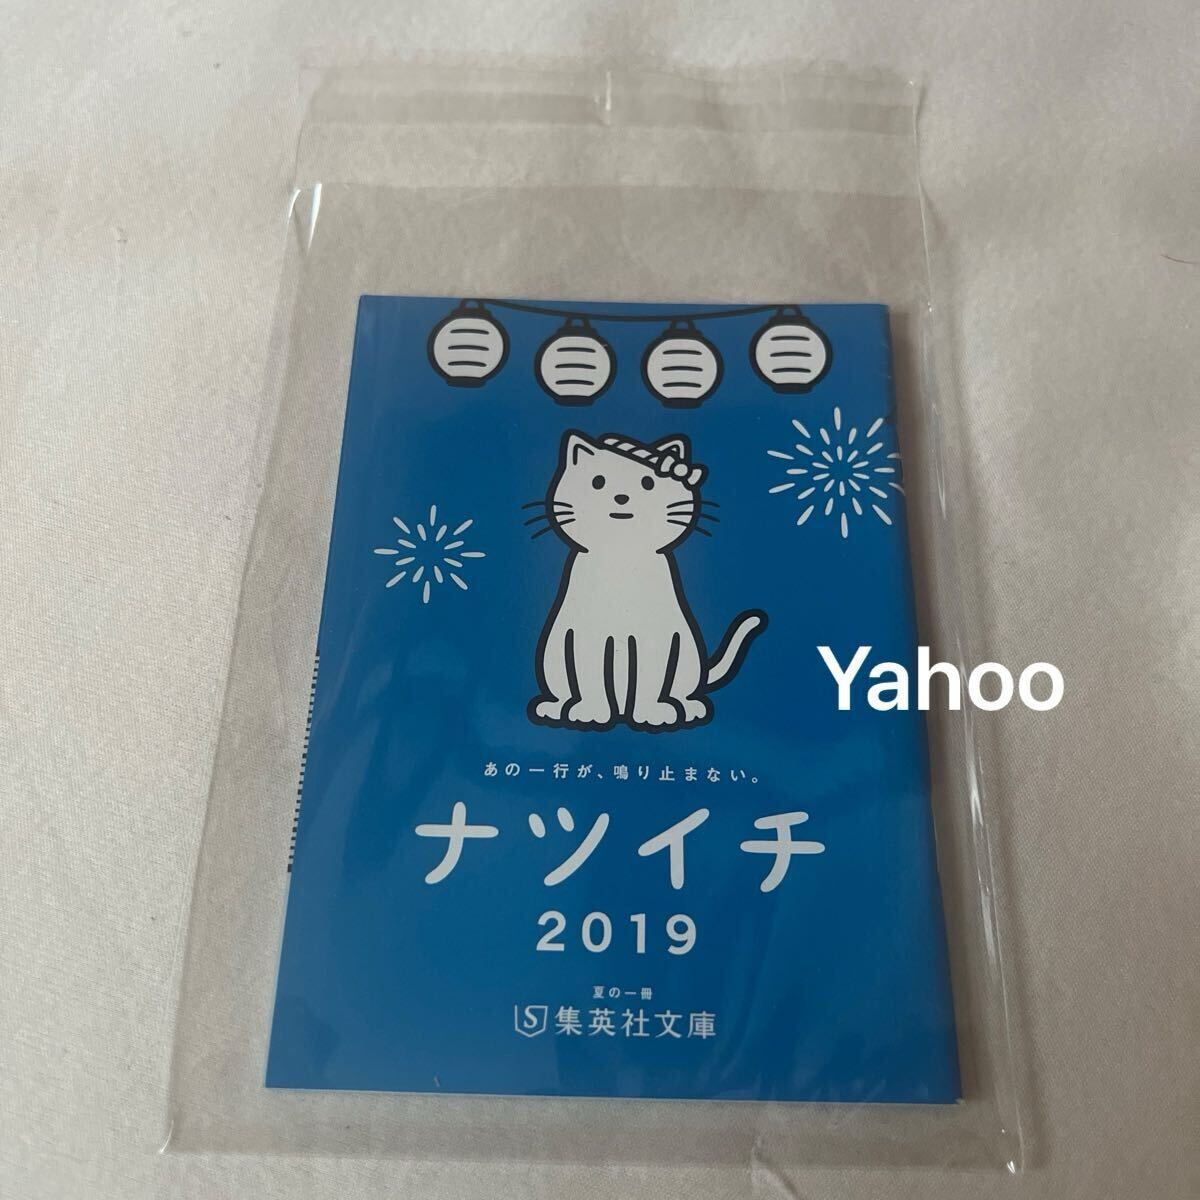 Yahoo
あの一行が、鳴り止まない。
ナツイチ
2019
夏の一冊
S集英社文庫